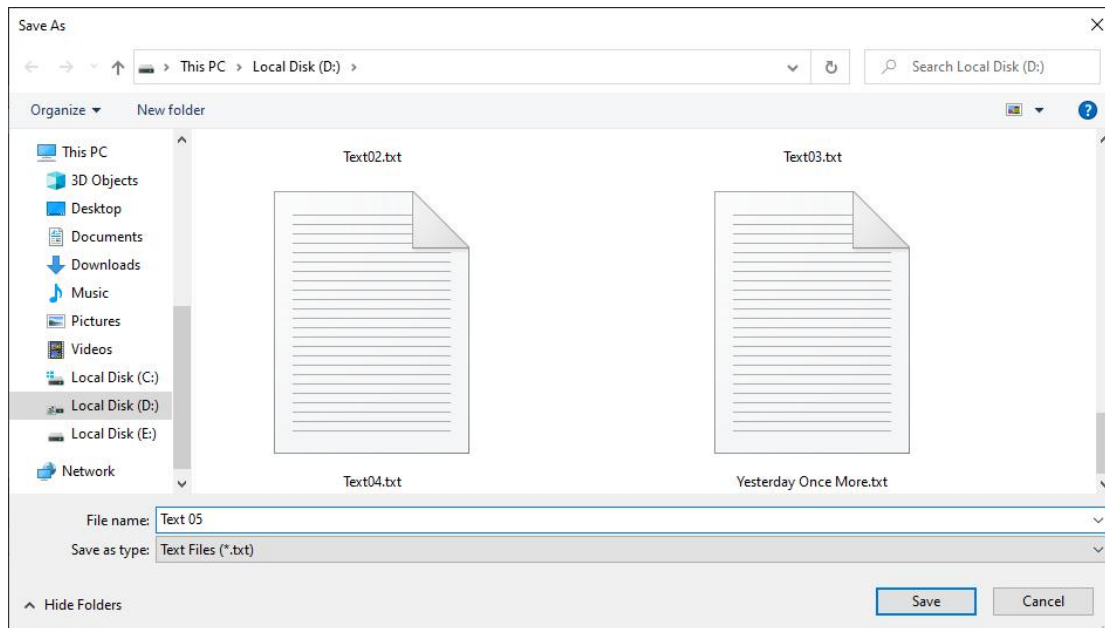 Save As
This PC > Local Disk (D:) >
Search Local Disk (D:)
Organize
New folder
This PC
3D Objects
Desktop
Documents
Downloads
Music
Pictures
Videos
Local Disk (C:)
Local Disk (D:)
Local Disk (E:)
Network
Text02.txt
Text03.txt
Text04.txt
Yesterday Once More.txt
File name: Text 05
Save as type: Text Files (*.txt)
Hide Folders
Save
Cancel